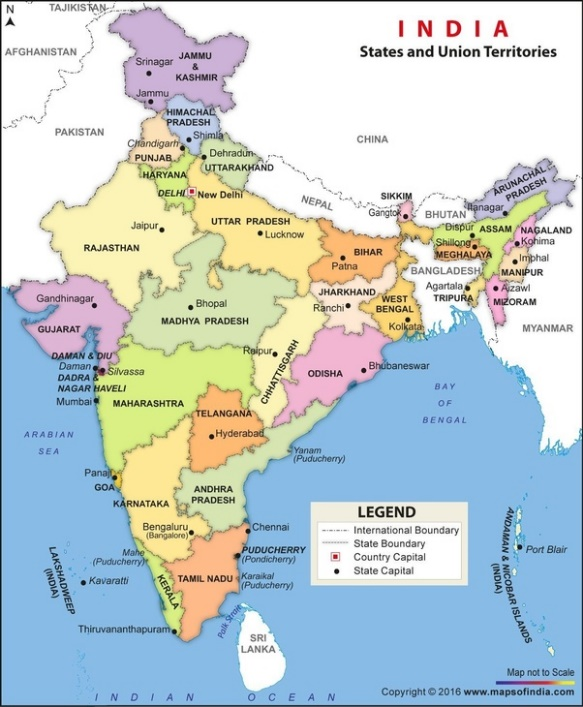 N
TAJIKISTAN
INDIA
States and Union Territories
AFGHANISTAN
PAKISTAN
CHINA
NEPAL
BHUTAN
BANGLADESH
MYANMAR
Srinagar
JAMMU
&
KASHMIR
Jammu
HIMACHAL
PRADESH
Shimla
Chandigarh
PUNJAB
Dehradun
UTTARAKHAND
HARYANA
DELHI
New Delhi
UTTAR PRADESH
Lucknow
Jaipur
RAJASTHAN
SIKKIM
Gangtok
ARUNACHAL
PRADESH
Itanagar
Dispur
ASSAM
NAGALAND
Kohima
Shillong
MEGHALAYA
Imphal
MANIPUR
Agartala
TRIPURA
Aizawl
MIZORAM
BIHAR
Patna
JHARKHAND
Ranchi
WEST
BENGAL
Kolkata
Gandhinagar
GUJARAT
Bhopal
MADHYA PRADESH
Raipur
CHHATTISGARH
ODISHA
Bhubaneswar
DAMAN & DIU
Daman
Silvassa
DADRA &
NAGAR HAVELI
Mumbai
MAHARASHTRA
TELANGANA
Hyderabad
Yanam
(Puducherry)
ARABIAN
SEA
BAY
OF
BENGAL
Panaji
GOA
KARNATAKA
ANDHRA
PRADESH
Bengaluru
(Bangalore)
Chennai
PUDUCHERRY
(Pondicherry)
Mahe
(Puducherry)
Karaikal
(Puducherry)
TAMIL NADU
KERALA
Thiruvananthapuram
LAKSHADWEEP
(INDIA)
Kavaratti
Palk Strait
SRI
LANKA
ANDAMAN & NICOBAR ISLANDS
(INDIA)
Port Blair
LEGEND
International Boundary
State Boundary
Country Capital
State Capital
INDIAN OCEAN
Map not to Scale
Copyright © 2016 www.mapsofindia.com